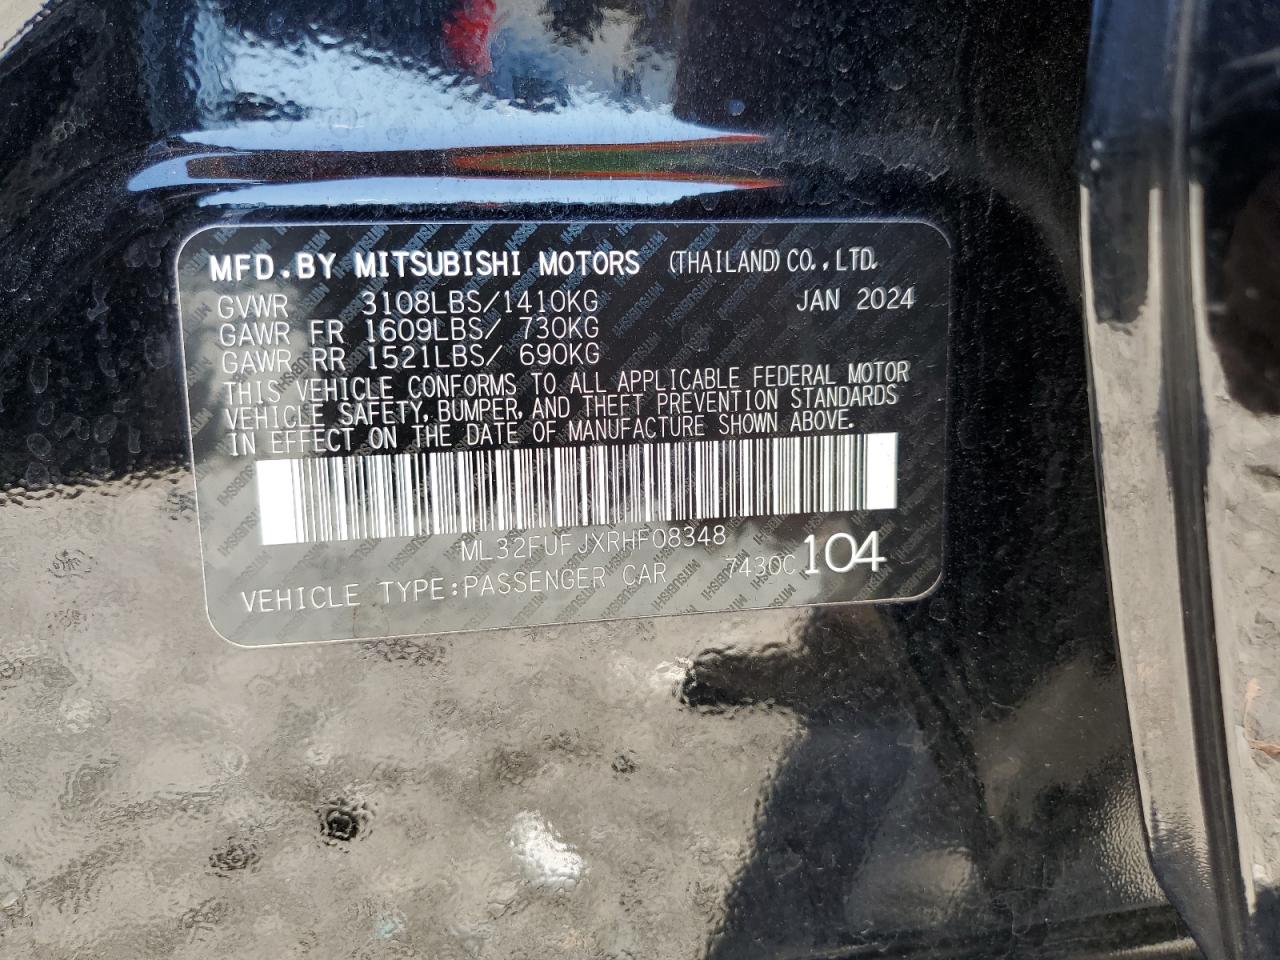 MFD.BY MITSUBISHI MOTORS (THAILAND) CO.,LTD.
GVWR 3108LBS/1410KG JAN 2024
GAWR FR 1609LBS/ 730KG
GAWR RR 1521LBS/ 690KG
THIS VEHICLE CONFORMS TO ALL APPLICABLE FEDERAL MOTOR
VEHICLE SAFETY, BUMPER, AND THEFT PREVENTION STANDARDS
IN EFFECT ON THE DATE OF MANUFACTURE SHOWN ABOVE.
ML32FUFJXRHF08348
VEHICLE TYPE:PASSENGER CAR 7430C 104